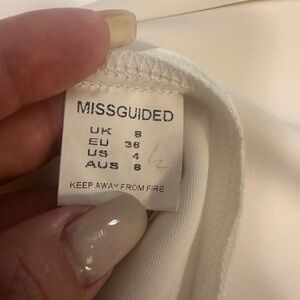 MISSGUIDED
UK 8
EU 36
US 4
AUS 8
KEEP AWAY FROM FIRE